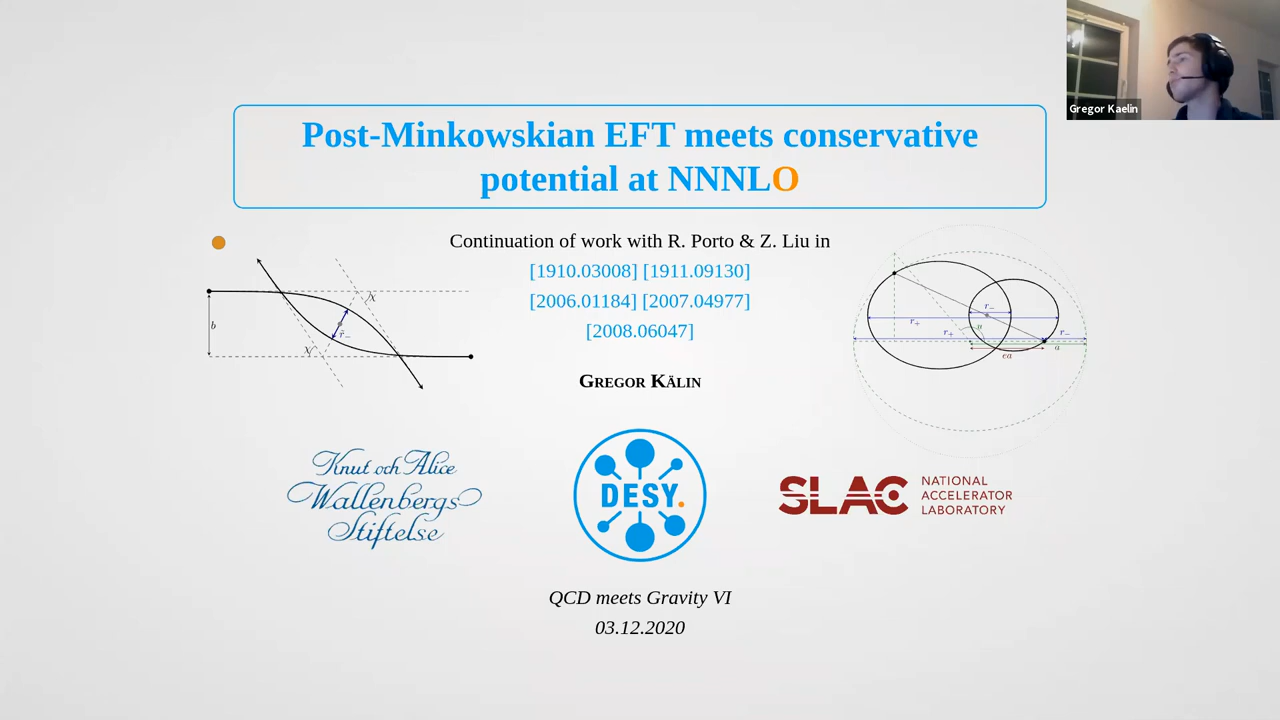 Gregor Kaelin
Post-Minkowskian EFT meets conservative
potential at NNNLO
Continuation of work with R. Porto & Z. Liu in
[1910.03008] [1911.09130]
[2006.01184] [2007.04977]
[2008.06047]
Gregor Kälin
b
χ
χ
r̃₋
r₋
r₊
r₊
u
r₋
a
ea
Knut och Alice
Wallenbergs
Stiftelse
DESY.
SLAC NATIONAL
ACCELERATOR
LABORATORY
QCD meets Gravity VI
03.12.2020